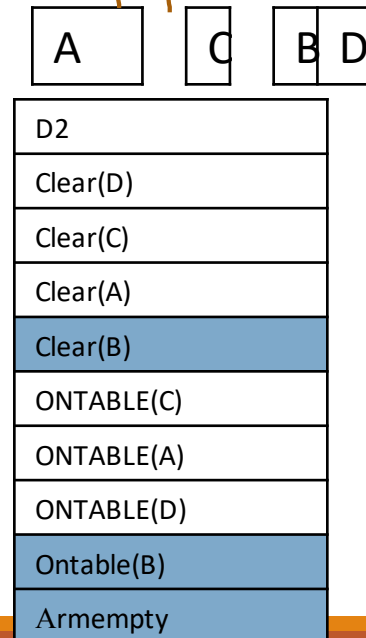 A C B D
D2
Clear(D)
Clear(C)
Clear(A)
Clear(B)
ONTABLE(C)
ONTABLE(A)
ONTABLE(D)
Ontable(B)
Armempty